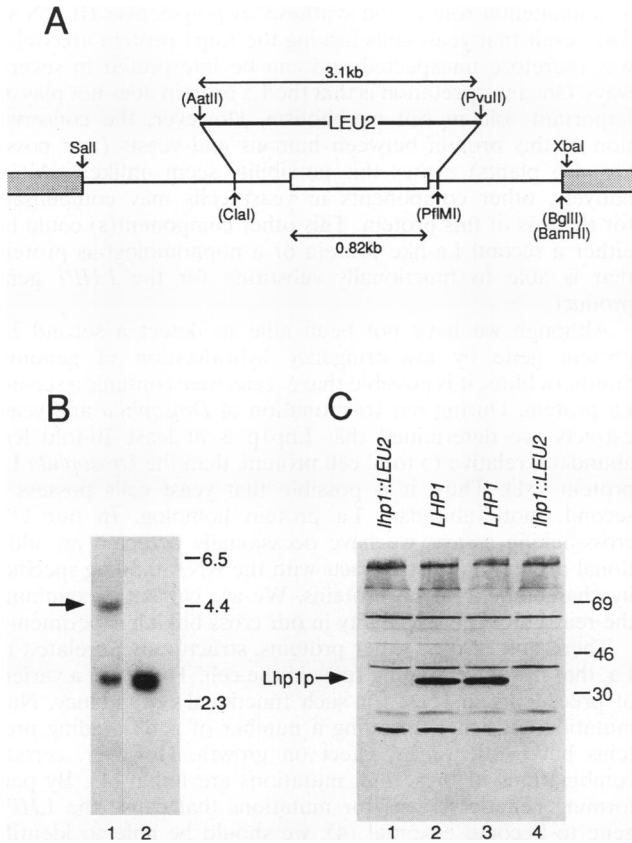 A
3.1kb
(AatII)
(PvuII)
LEU2
SalI
XbaI
(ClaI)
(PflMI)
(BglII)
(BamHI)
0.82kb
B
6.5
4.4
2.3
1 2
C
lhp1::LEU2
LHP1
LHP1
lhp1::LEU2
69
46
30
Lhp1p
1 2 3 4